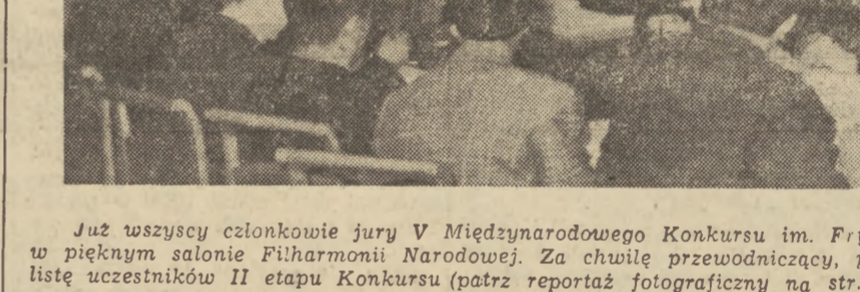 Już wszyscy członkowie jury V Międzynarodowego Konkursu im.
w pięknym salonie Filharmonii Narodowej. Za chwilę przewodniczący,
listę uczestników II etapu Konkursu (patrz reportaż fotograficzny na str.